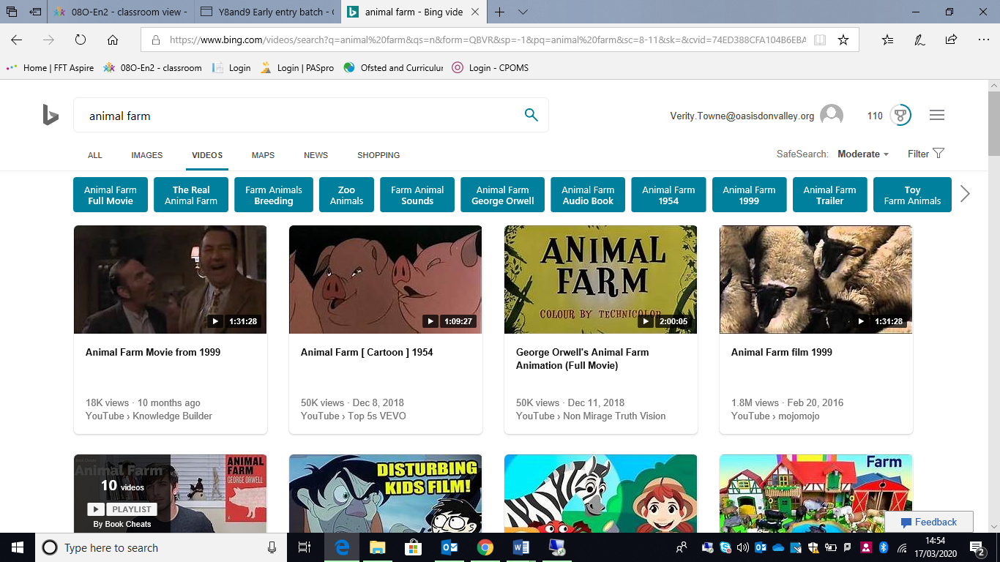 08O-En2 - classroom view -
Y8and9 Early entry batch -
animal farm - Bing vide
https://www.bing.com/videos/search?q=animal%20farm&qs=n&form=QBVR&sp=-1&pq=animal%20farm&sc=8-11&sk=&cvid=74ED388CFA104B6EBA
Home | FFT Aspire
08O-En2 - classroom
Login
Login | PASpro
Ofsted and Curriculur
Login - CPOMS
animal farm
Verity.Towne@oasisdonvalley.org
110
ALL
IMAGES
VIDEOS
MAPS
NEWS
SHOPPING
SafeSearch: Moderate
Filter
Animal Farm
Full Movie
The Real
Animal Farm
Farm Animals
Breeding
Zoo
Animals
Farm Animal
Sounds
Animal Farm
George Orwell
Animal Farm
Audio Book
Animal Farm
1954
Animal Farm
1999
Animal Farm
Trailer
Toy
Farm Animals
1:31:28
Animal Farm Movie from 1999
18K views · 10 months ago
YouTube › Knowledge Builder
1:09:27
Animal Farm [ Cartoon ] 1954
50K views · Dec 8, 2018
YouTube › Top 5s VEVO
ANIMAL
FARM
COLOUR BY TECHNICOLOR
2:00:05
George Orwell's Animal Farm
Animation (Full Movie)
50K views · Dec 11, 2018
YouTube › Non Mirage Truth Vision
1:31:28
Animal Farm film 1999
1.8M views · Feb 20, 2016
YouTube › mojomojo
Animal Farm
10 videos
PLAYLIST
By Book Cheats
ANIMAL
FARM
GEORGE ORWELL
DISTURBING
KIDS FILM!
Farm
Feedback
Type here to search
14:54
17/03/2020
2